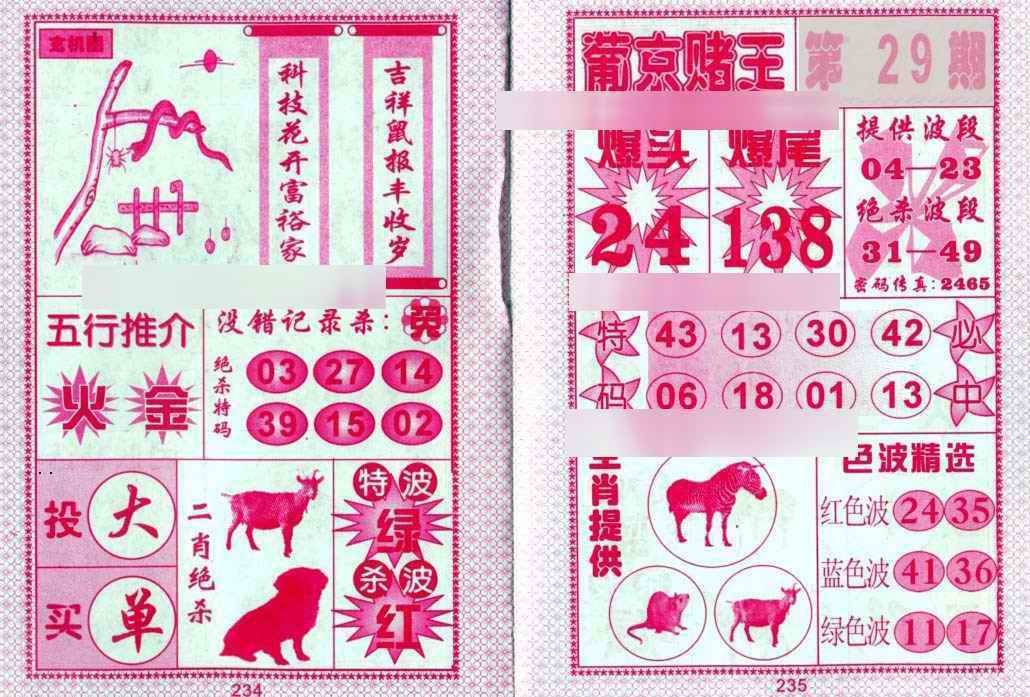 玄机图
科技花开富裕家
吉祥鼠报丰收岁
五行推介
火 金
没错记录杀:
绝杀特码
03 27 14
39 15 02
投 大
买 单
二肖绝杀
特波
绿
杀波
红
234
葡京赌王
第 29 期
爆头
24
爆尾
138
提供波段
04—23
绝杀波段
31—49
密码传真:2465
特码
43 13 30 42
06 18 01 13
必中
生肖提供
色波精选
红色波 24 35
蓝色波 41 36
绿色波 11 17
235